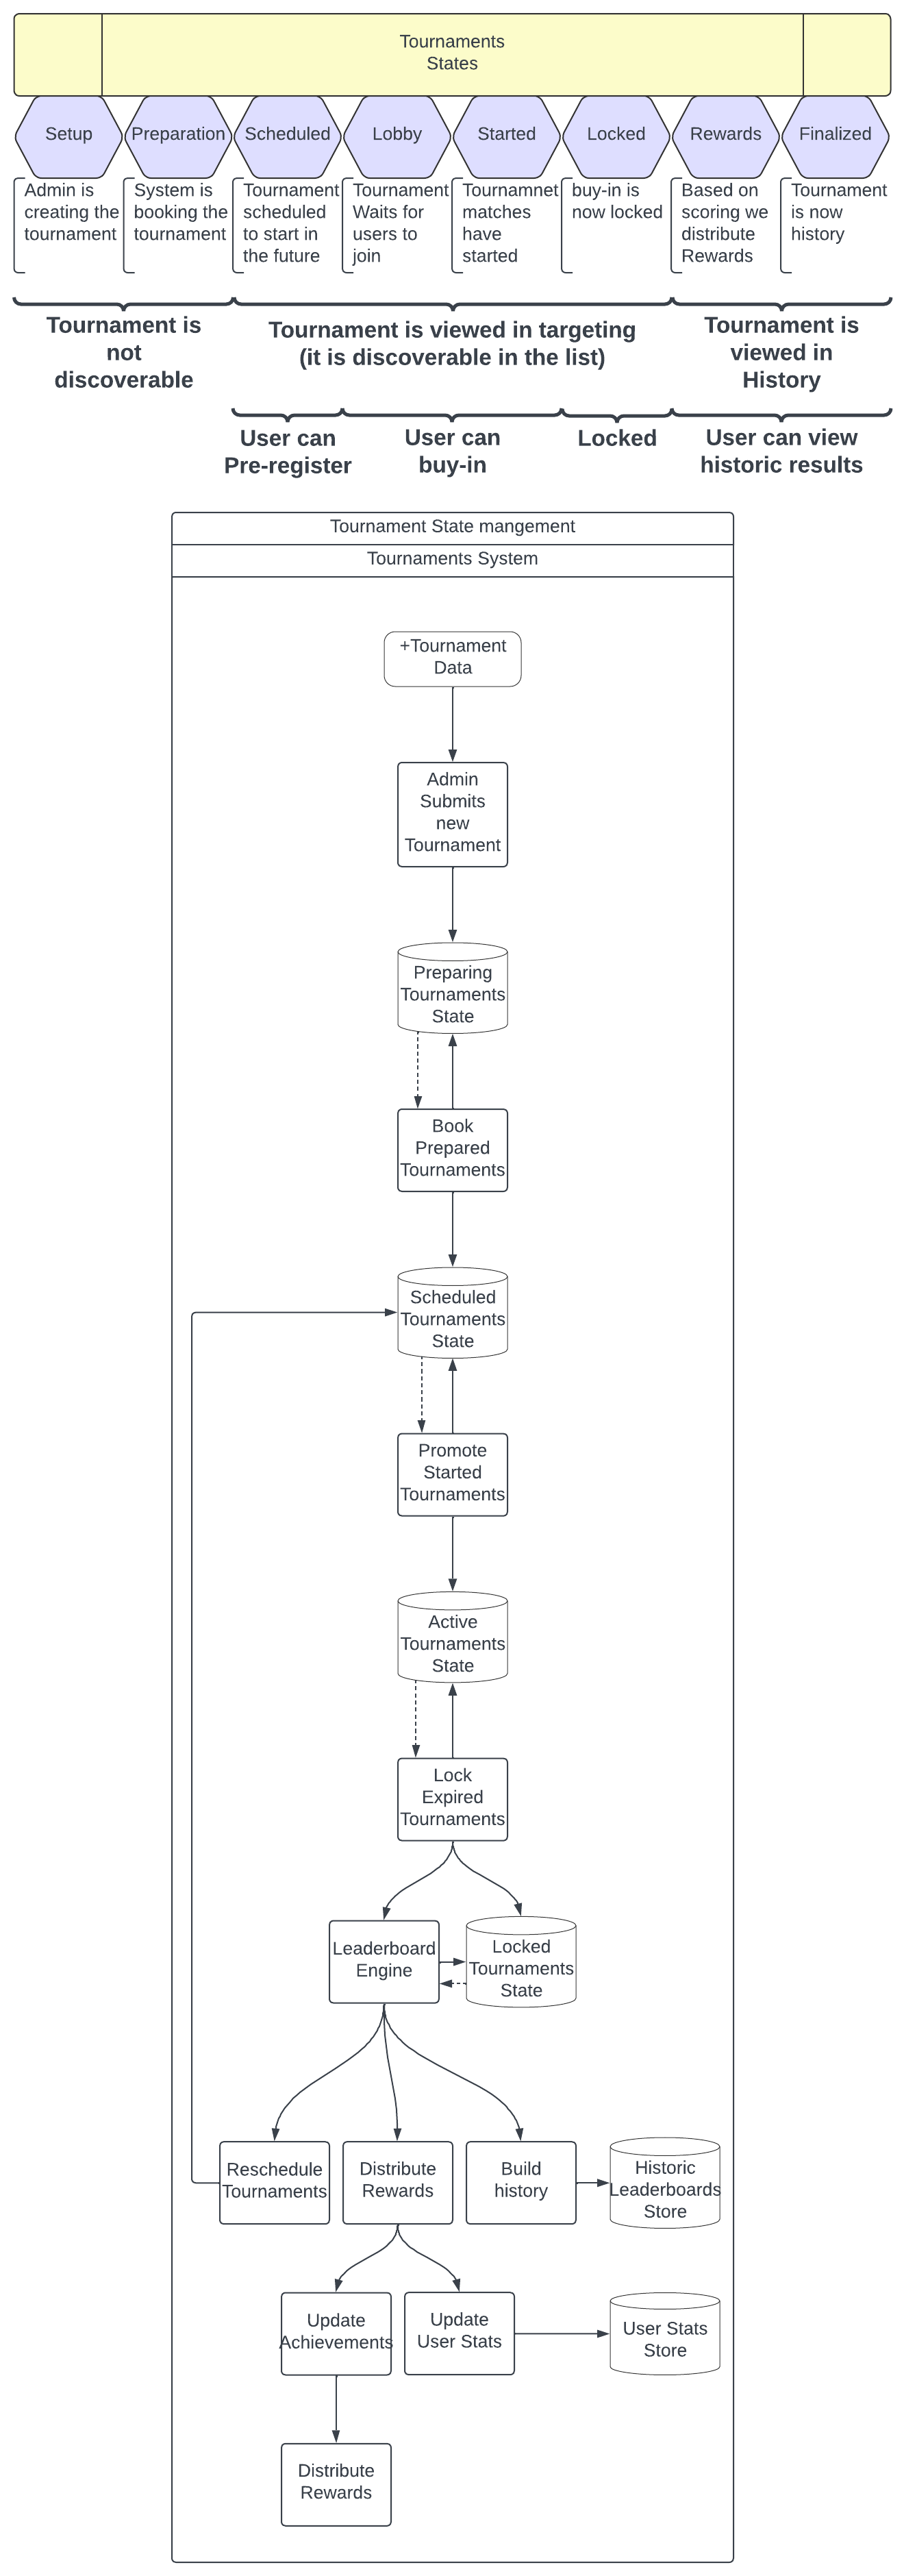 Tournaments
States
Setup
Preparation
Scheduled
Lobby
Started
Locked
Rewards
Finalized
Admin is
creating the
tournament
System is
booking the
tournament
Tournament
scheduled
to start in
the future
Tournament
Waits for
users to
join
Tournamnet
matches
have
started
buy-in is
now locked
Based on
scoring we
distribute
Rewards
Tournament
is now
history
Tournament is
not
discoverable
Tournament is viewed in targeting
(it is discoverable in the list)
Tournament is
viewed in
History
User can
Pre-register
User can
buy-in
Locked
User can view
historic results
Tournament State mangement
Tournaments System
+Tournament
Data
Admin
Submits
new
Tournament
Preparing
Tournaments
State
Book
Prepared
Tournaments
Scheduled
Tournaments
State
Promote
Started
Tournaments
Active
Tournaments
State
Lock
Expired
Tournaments
Leaderboard
Engine
Locked
Tournaments
State
Reschedule
Tournaments
Distribute
Rewards
Build
history
Historic
Leaderboards
Store
Update
Achievements
Update
User Stats
User Stats
Store
Distribute
Rewards